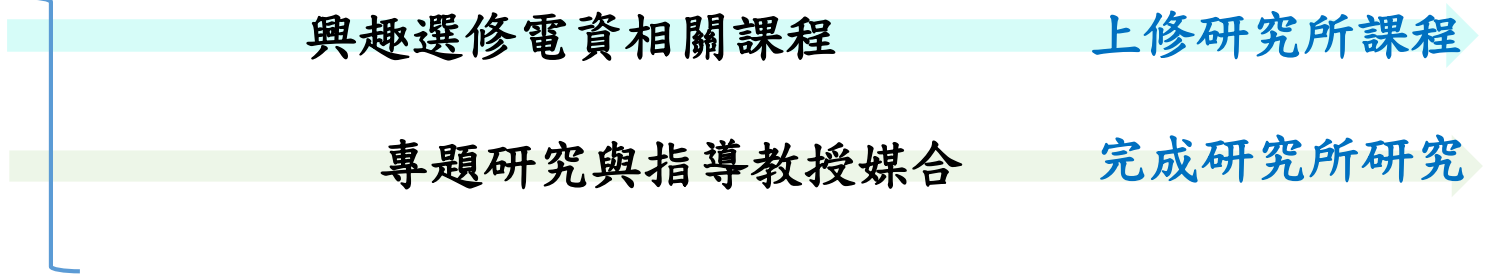 興趣選修電資相關課程
上修研究所課程
專題研究與指導教授媒合
完成研究所研究